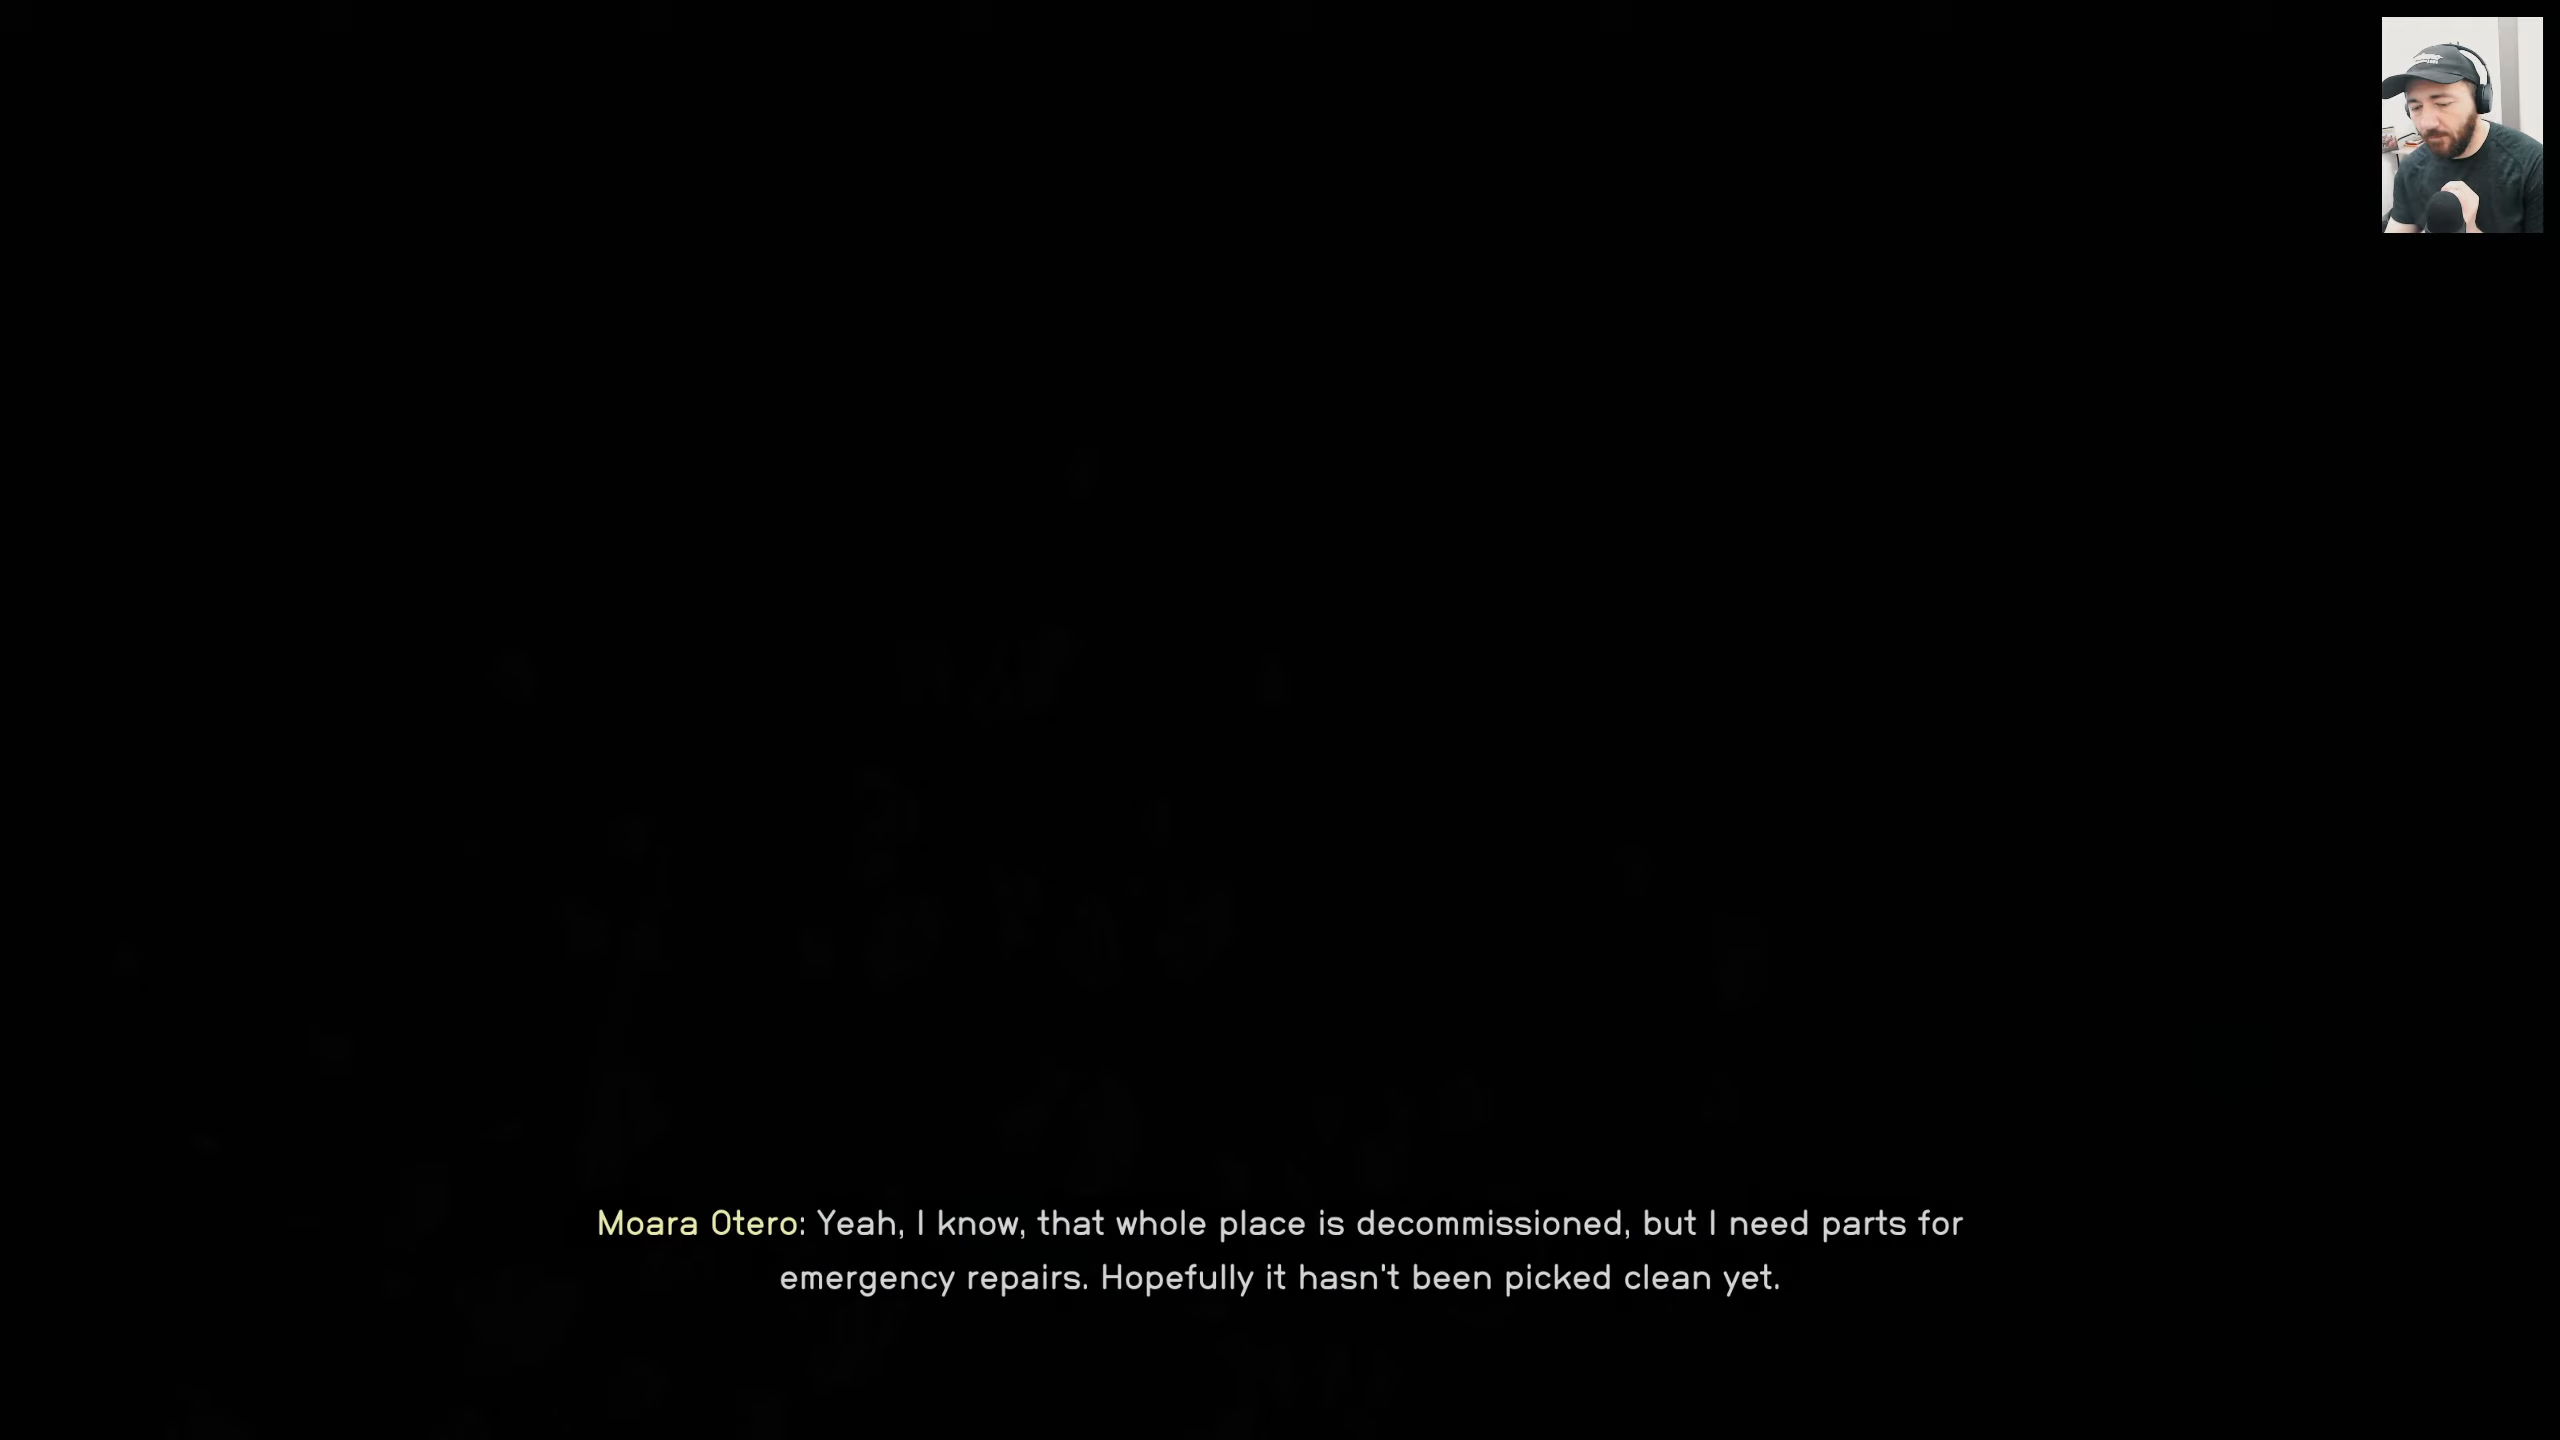 Moara Otero: Yeah, I know, that whole place is decommissioned, but I need parts for
emergency repairs. Hopefully it hasn't been picked clean yet.